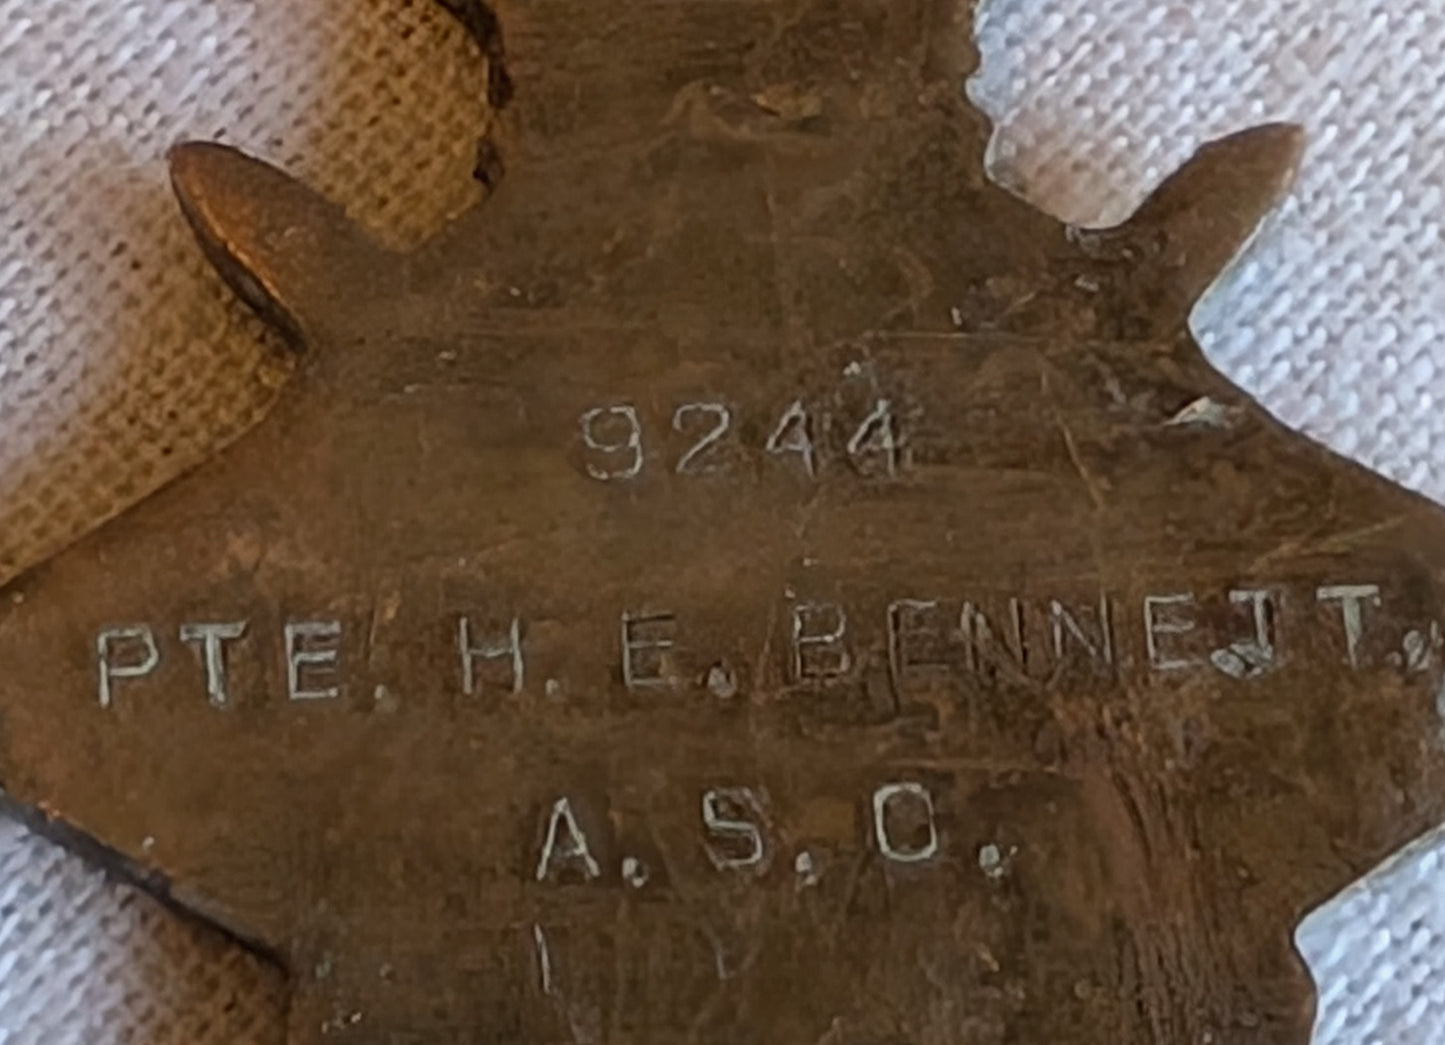 9244
PTE. H. E. BENNETT.
A. S. C.